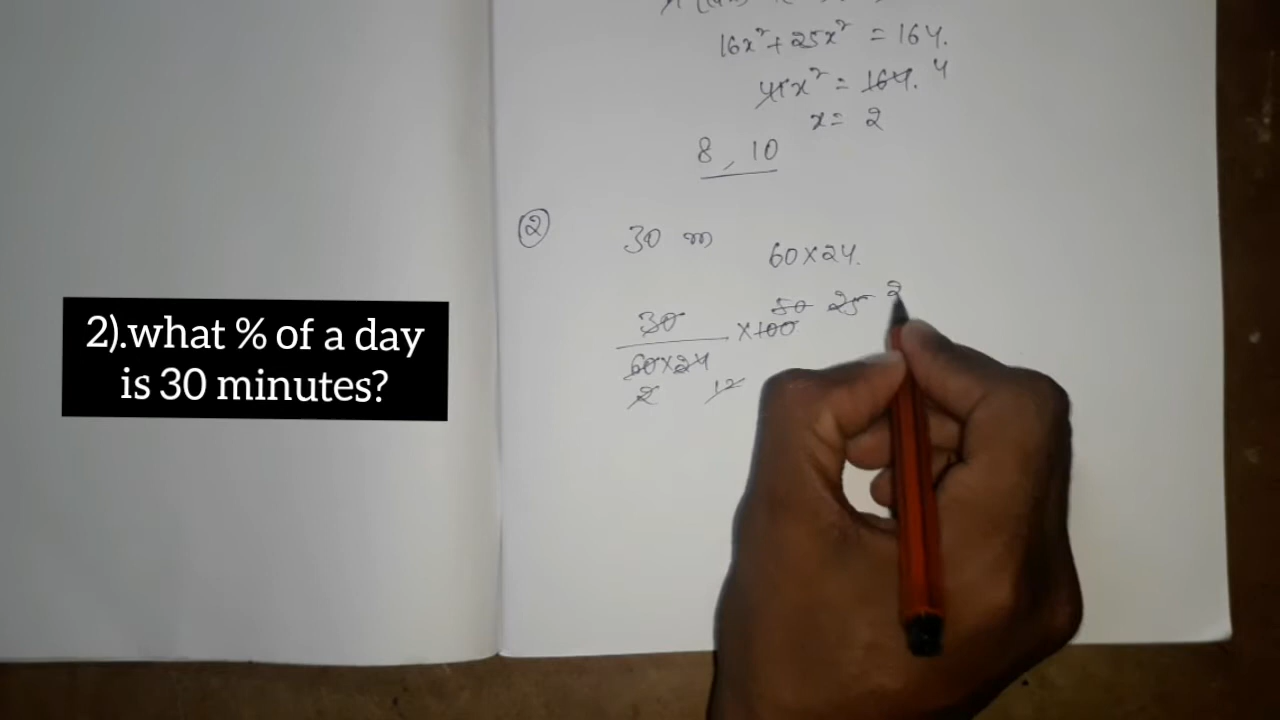 16x² + 25x² = 164.
41x² = 164. 4
x = 2
8, 10
② 30 m
60×24.
50 25 2
30 ×100
60×24
2 12
2).what % of a day
is 30 minutes?